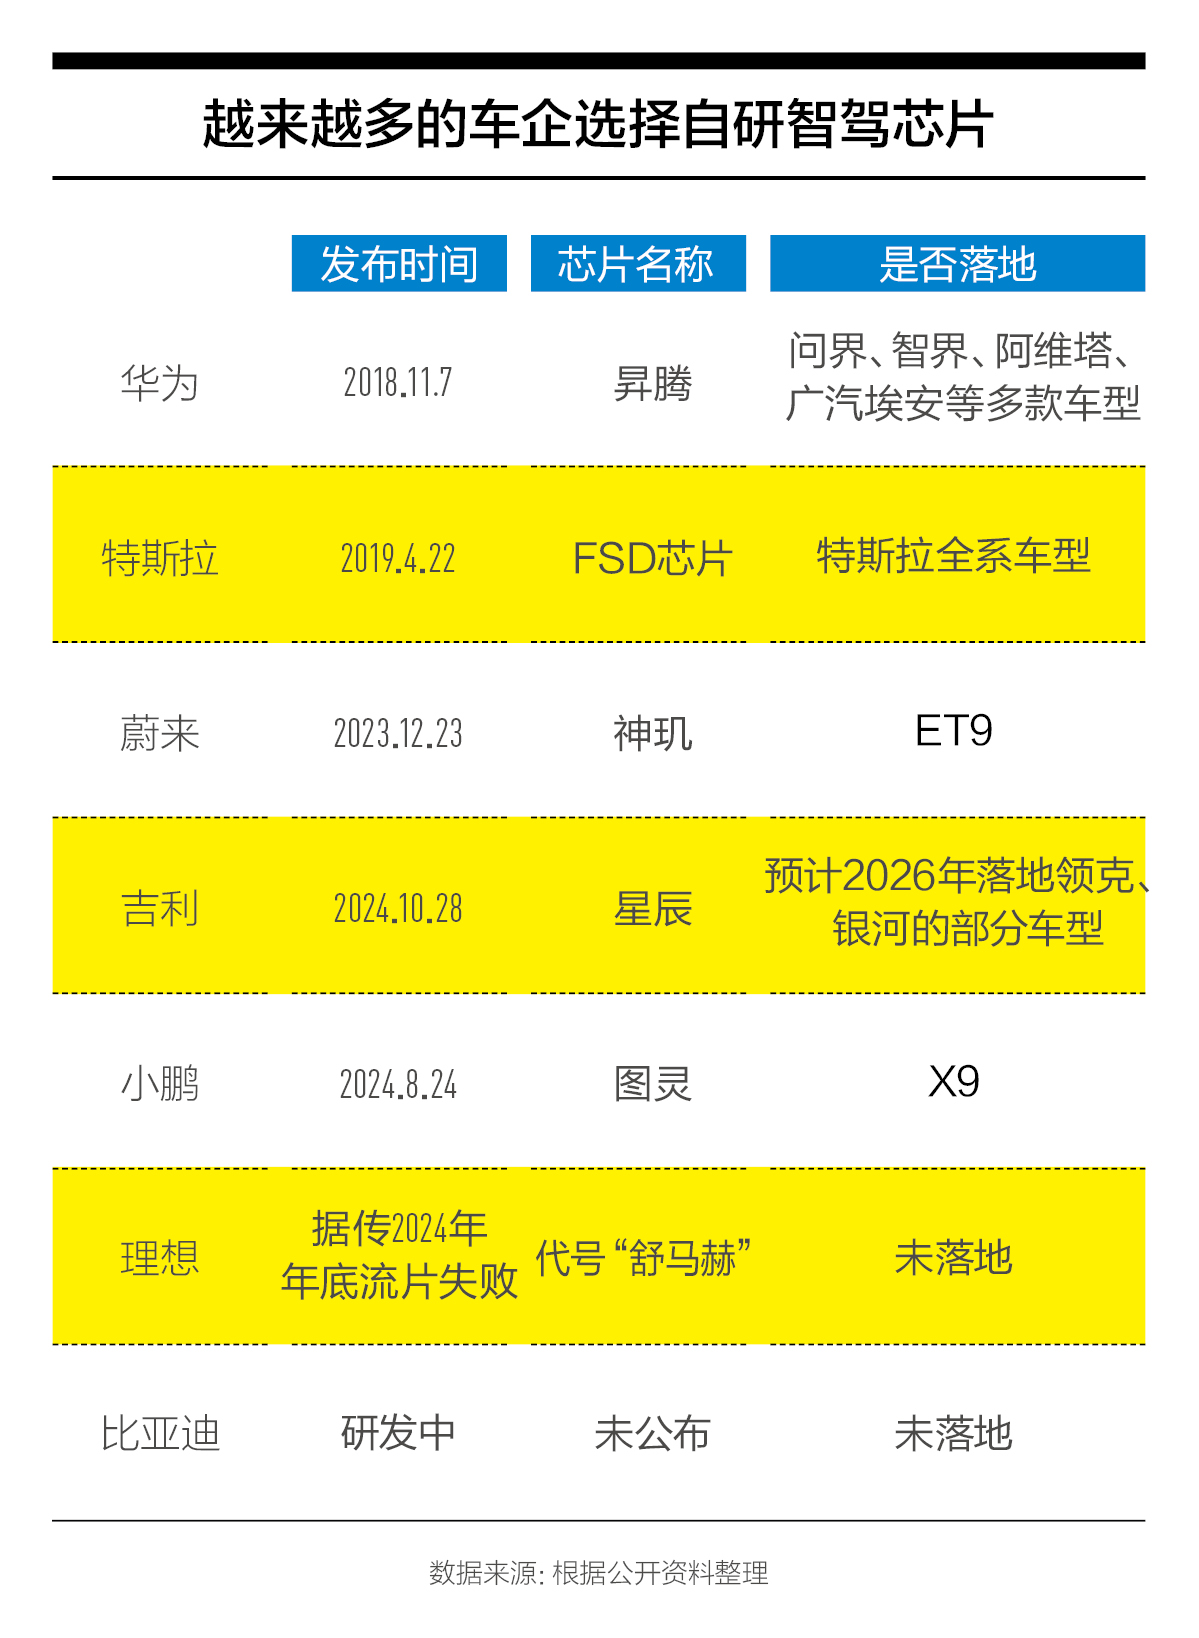 越来越多的车企选择自研智驾芯片
发布时间 芯片名称 是否落地
华为 2018.11.7 昇腾 问界、智界、阿维塔、
广汽埃安等多款车型
特斯拉 2019.4.22 FSD芯片 特斯拉全系车型
蔚来 2023.12.23 神玑 ET9
吉利 2024.10.28 星辰 预计2026年落地领克、
银河的部分车型
小鹏 2024.8.24 图灵 X9
理想 据传2024年
年底流片失败 代号“舒马赫” 未落地
比亚迪 研发中 未公布 未落地
数据来源：根据公开资料整理